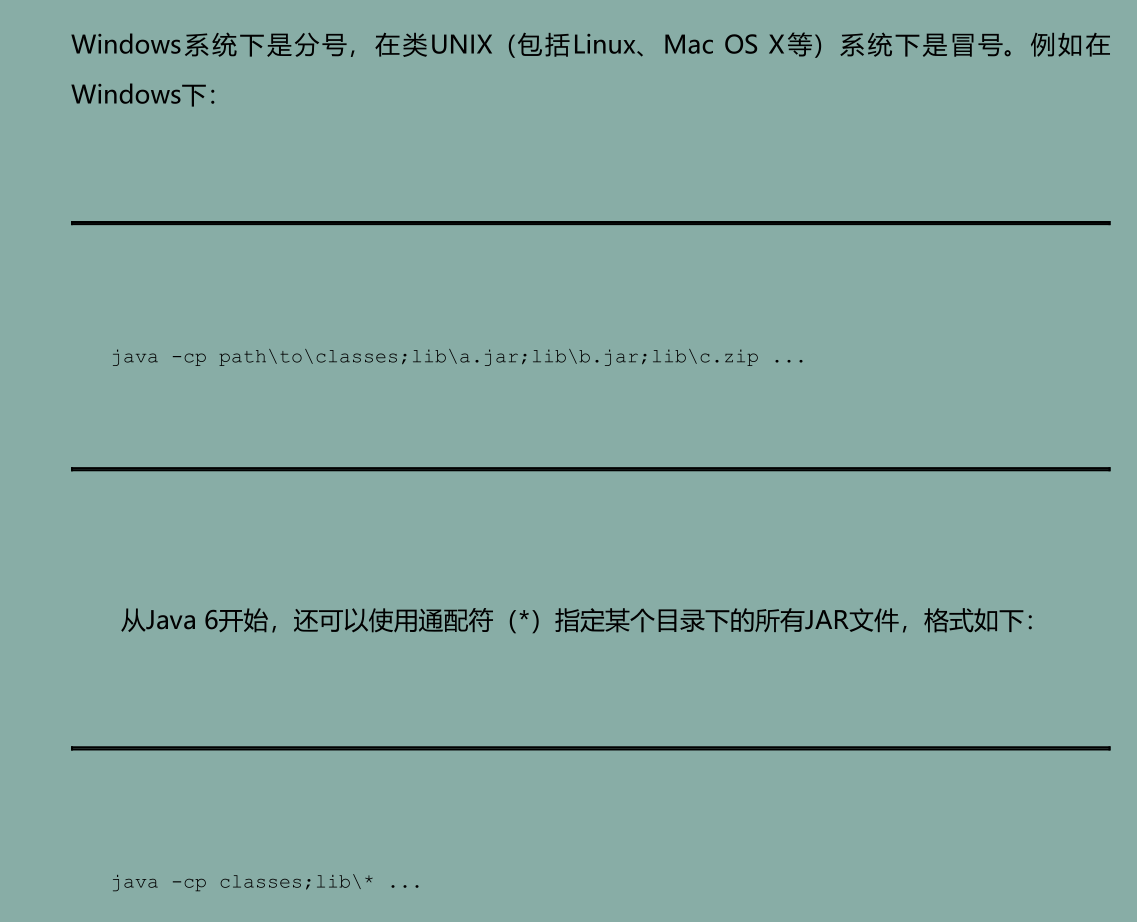 Windows系统下是分号，在类UNIX（包括Linux、Mac OS X等）系统下是冒号。例如在
Windows下：
java -cp path\to\classes;lib\a.jar;lib\b.jar;lib\c.zip ...
从Java 6开始，还可以使用通配符（*）指定某个目录下的所有JAR文件，格式如下：
java -cp classes;lib\* ...